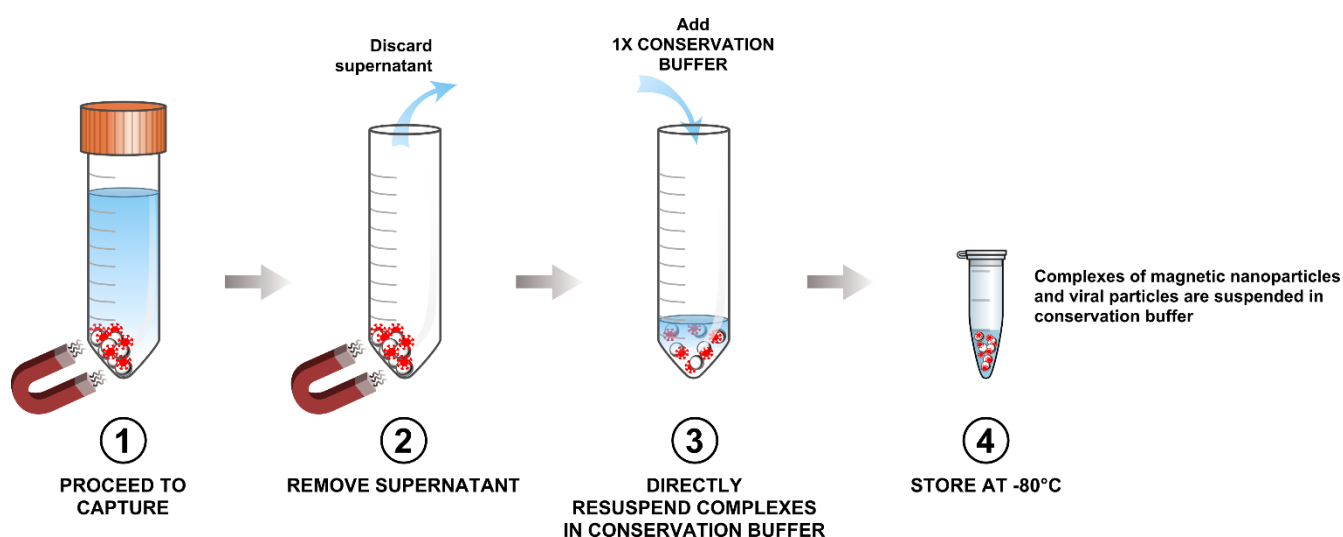 Discard
supernatant
Add
1X CONSERVATION
BUFFER
Complexes of magnetic nanoparticles
and viral particles are suspended in
conservation buffer
1
PROCEED TO
CAPTURE
2
REMOVE SUPERNATANT
3
DIRECTLY
RESUSPEND COMPLEXES
IN CONSERVATION BUFFER
4
STORE AT -80°C